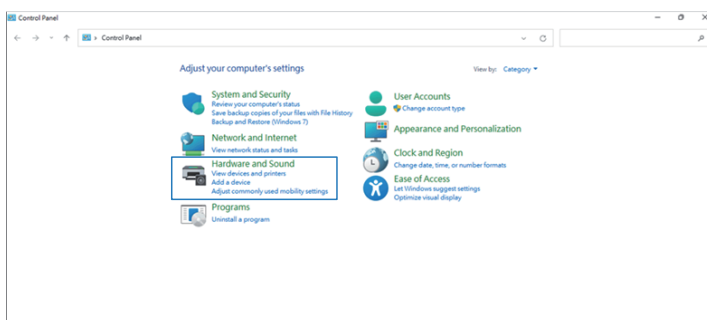 Control Panel
Control Panel
Adjust your computer's settings
View by: Category
System and Security
Review your computer's status
Save backup copies of your files with File History
Backup and Restore (Windows 7)
Network and Internet
View network status and tasks
Hardware and Sound
View devices and printers
Add a device
Adjust commonly used mobility settings
Programs
Uninstall a program
User Accounts
Change account type
Appearance and Personalization
Clock and Region
Change date, time, or number formats
Ease of Access
Let Windows suggest settings
Optimize visual display